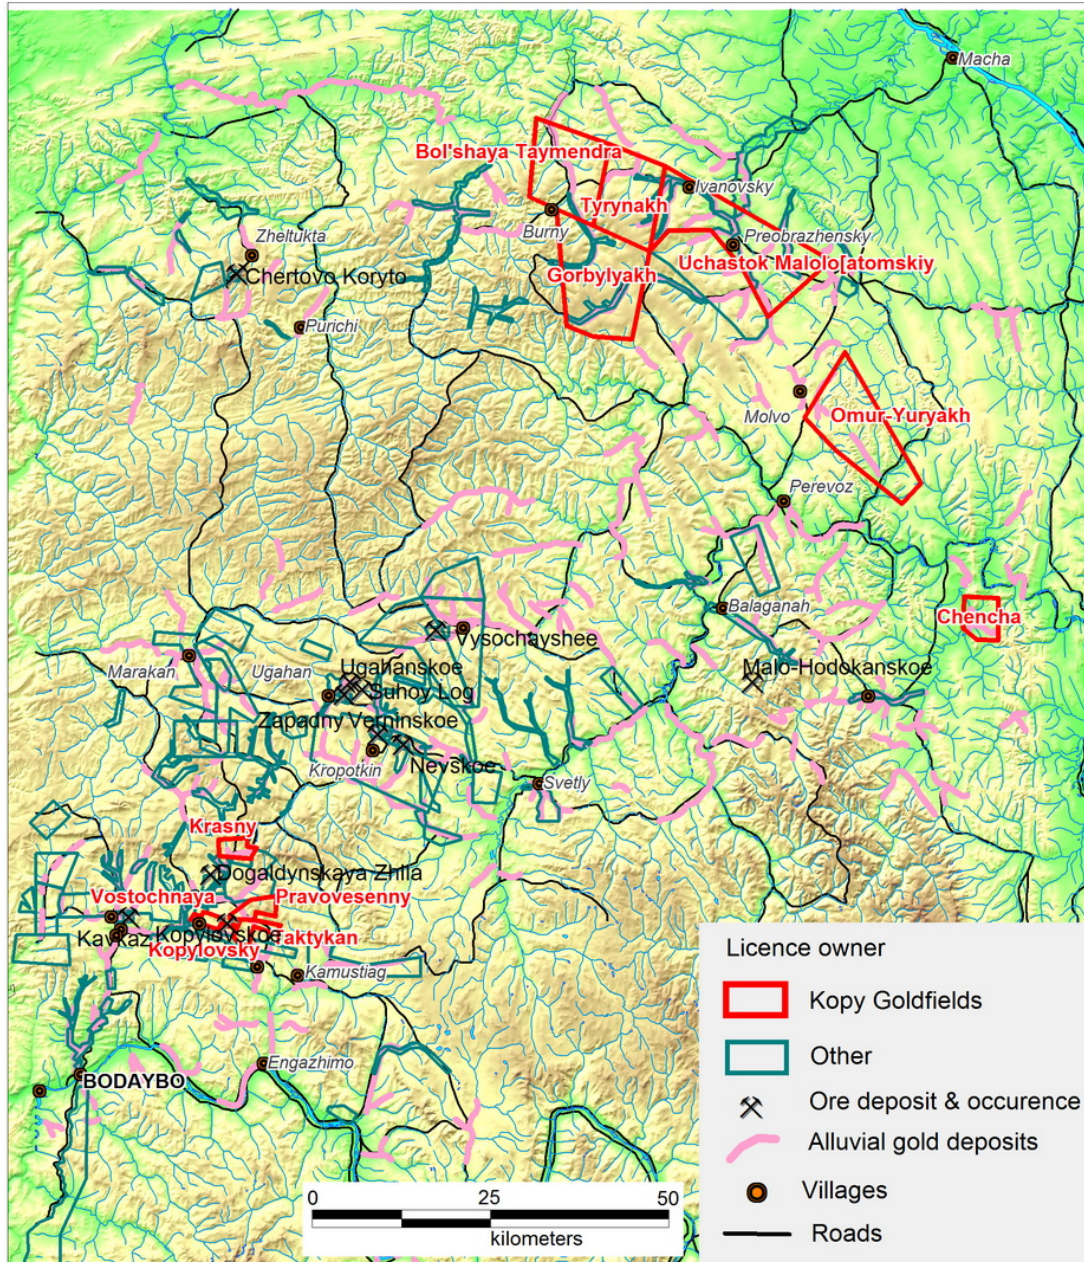 Macha
Bol'shaya Taymendra
Ivanovsky
Tyrynakh
Burny
Zheltukta
Preobrazhensky
Uchastok Malolo[atomskiy
Gorbylyakh
Chertovo Koryto
Purichi
Molvo
Omur-Yuryakh
Perevoz
Balaganah
Chencha
Vysochayshee
Marakan
Ugahan
Ugahanskoe
Malo-Hodokanskoe
Suhoy Log
Zapadny
Verninskoe
Nevskoe
Kropotkin
Svetly
Krasny
Dogaldynskaya Zhila
Vostochnaya
Pravovesenny
Kavkaz
Kopylovskoe
Taktykan
Kopylovsky
Kamustiag
Engazhimo
BODAYBO
Licence owner
Kopy Goldfields
Other
Ore deposit & occurence
Alluvial gold deposits
Villages
Roads
0 25 50
kilometers